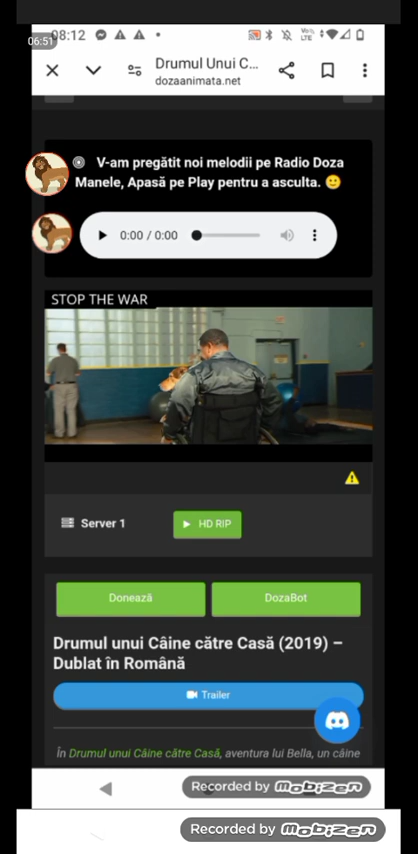 08:12
06:51
VoD) LTE
Drumul Unui C...
dozaanimata.net
V-am pregătit noi melodii pe Radio Doza
Manele, Apasă pe Play pentru a asculta. 🙂
0:00 / 0:00
STOP THE WAR
Server 1
HD RIP
Donează
DozaBot
Drumul unui Câine către Casă (2019) –
Dublat în Română
Trailer
În Drumul unui Câine către Casă, aventura lui Bella, un câine
Recorded by mobizen
Recorded by mobizen